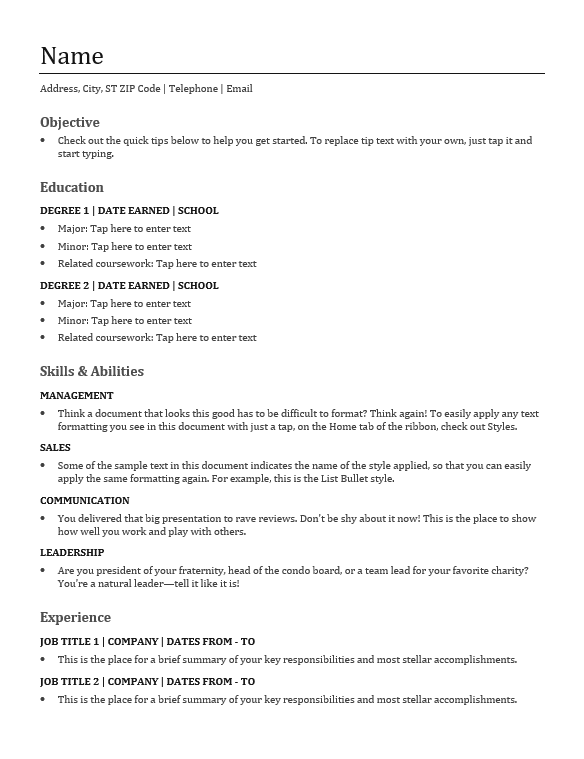 Name
Address, City, ST ZIP Code | Telephone | Email
Objective
• Check out the quick tips below to help you get started. To replace tip text with your own, just tap it and
start typing.
Education
DEGREE 1 | DATE EARNED | SCHOOL
• Major: Tap here to enter text
• Minor: Tap here to enter text
• Related coursework: Tap here to enter text
DEGREE 2 | DATE EARNED | SCHOOL
• Major: Tap here to enter text
• Minor: Tap here to enter text
• Related coursework: Tap here to enter text
Skills & Abilities
MANAGEMENT
• Think a document that looks this good has to be difficult to format? Think again! To easily apply any text
formatting you see in this document with just a tap, on the Home tab of the ribbon, check out Styles.
SALES
• Some of the sample text in this document indicates the name of the style applied, so that you can easily
apply the same formatting again. For example, this is the List Bullet style.
COMMUNICATION
• You delivered that big presentation to rave reviews. Don't be shy about it now! This is the place to show
how well you work and play with others.
LEADERSHIP
• Are you president of your fraternity, head of the condo board, or a team lead for your favorite charity?
You're a natural leader—tell it like it is!
Experience
JOB TITLE 1 | COMPANY | DATES FROM - TO
• This is the place for a brief summary of your key responsibilities and most stellar accomplishments.
JOB TITLE 2 | COMPANY | DATES FROM - TO
• This is the place for a brief summary of your key responsibilities and most stellar accomplishments.